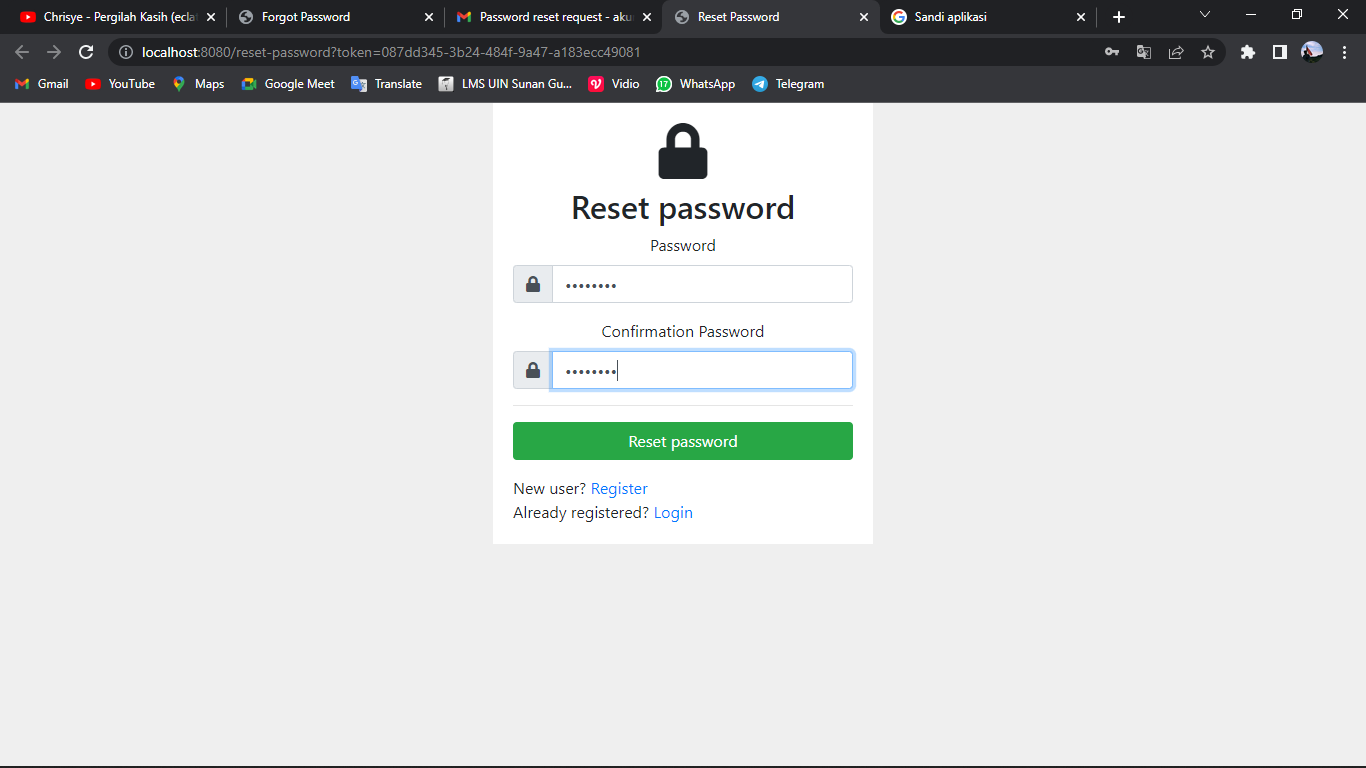 Chrisye - Pergilah Kasih (ecla
Forgot Password
Password reset request - aku
Reset Password
Sandi aplikasi
localhost:8080/reset-password?token=087dd345-3b24-484f-9a47-a183ecc49081
Gmail
YouTube
Maps
Google Meet
Translate
LMS UIN Sunan Gu...
Vidio
17
WhatsApp
Telegram
Reset password
Password
Confirmation Password
Reset password
New user? Register
Already registered? Login